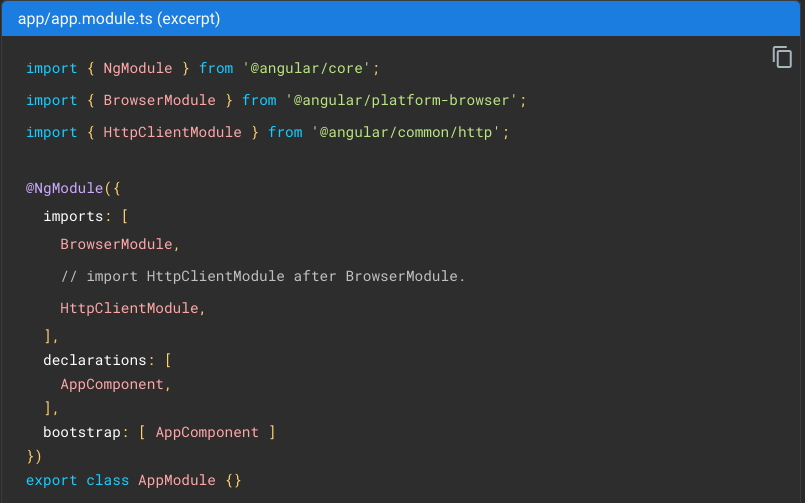 app/app.module.ts (excerpt)
import { NgModule } from '@angular/core';
import { BrowserModule } from '@angular/platform-browser';
import { HttpClientModule } from '@angular/common/http';
@NgModule({
  imports: [
    BrowserModule,
    // import HttpClientModule after BrowserModule.
    HttpClientModule,
  ],
  declarations: [
    AppComponent,
  ],
  bootstrap: [ AppComponent ]
})
export class AppModule {}